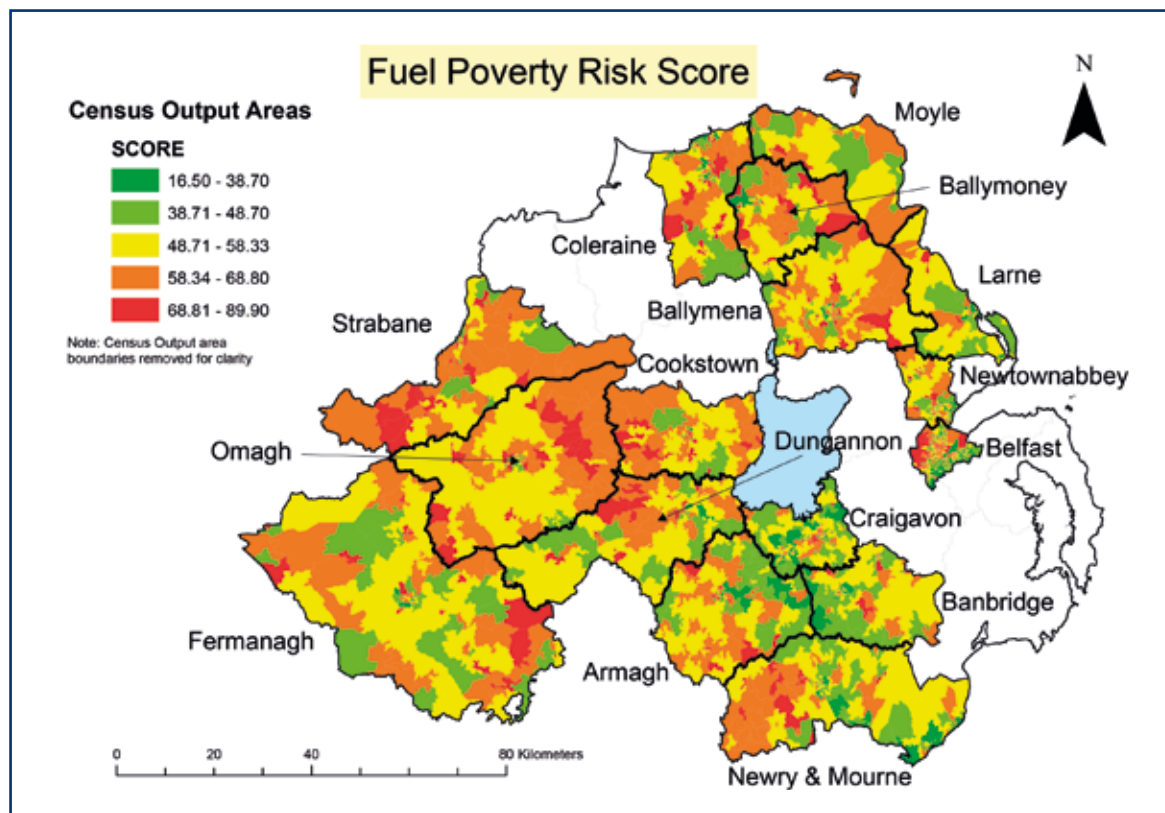 Fuel Poverty Risk Score
Census Output Areas
SCORE
16.50 - 38.70
38.71 - 48.70
48.71 - 58.33
58.34 - 68.80
68.81 - 89.90
Note: Census Output area
boundaries removed for clarity
N
Moyle
Ballymoney
Coleraine
Larne
Ballymena
Strabane
Cookstown
Newtownabbey
Omagh
Dungannon
Belfast
Craigavon
Banbridge
Fermanagh
Armagh
Newry & Mourne
0 20 40 60 80 Kilometers